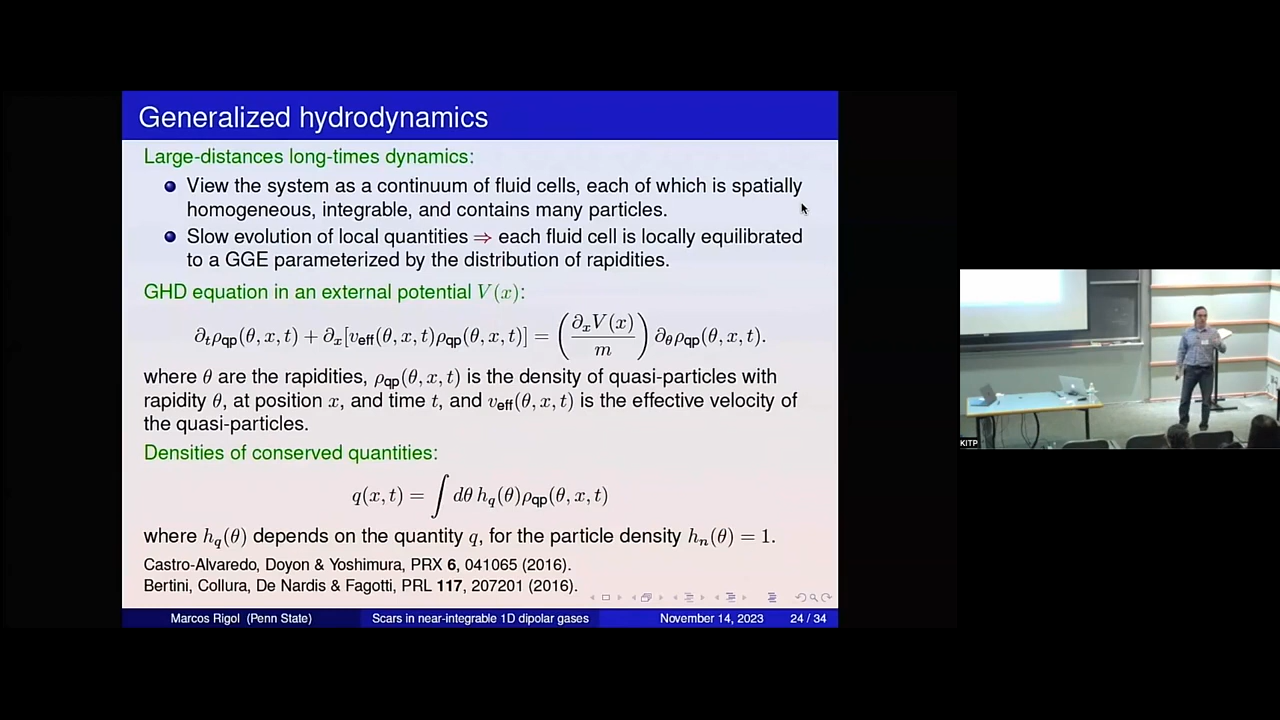 Generalized hydrodynamics
Large-distances long-times dynamics:
View the system as a continuum of fluid cells, each of which is spatially
homogeneous, integrable, and contains many particles.
Slow evolution of local quantities ⇒ each fluid cell is locally equilibrated
to a GGE parameterized by the distribution of rapidities.
GHD equation in an external potential V(x):
∂ₜρqp(θ, x, t) + ∂ₓ[veff(θ, x, t)ρqp(θ, x, t)] = (∂ₓV(x)/m) ∂θρqp(θ, x, t).
where θ are the rapidities, ρqp(θ, x, t) is the density of quasi-particles with
rapidity θ, at position x, and time t, and veff(θ, x, t) is the effective velocity of
the quasi-particles.
Densities of conserved quantities:
q(x, t) = ∫ dθ hq(θ)ρqp(θ, x, t)
where hq(θ) depends on the quantity q, for the particle density hn(θ) = 1.
Castro-Alvaredo, Doyon & Yoshimura, PRX 6, 041065 (2016).
Bertini, Collura, De Nardis & Fagotti, PRL 117, 207201 (2016).
Marcos Rigol (Penn State) Scars in near-integrable 1D dipolar gases November 14, 2023 24 / 34
KITP